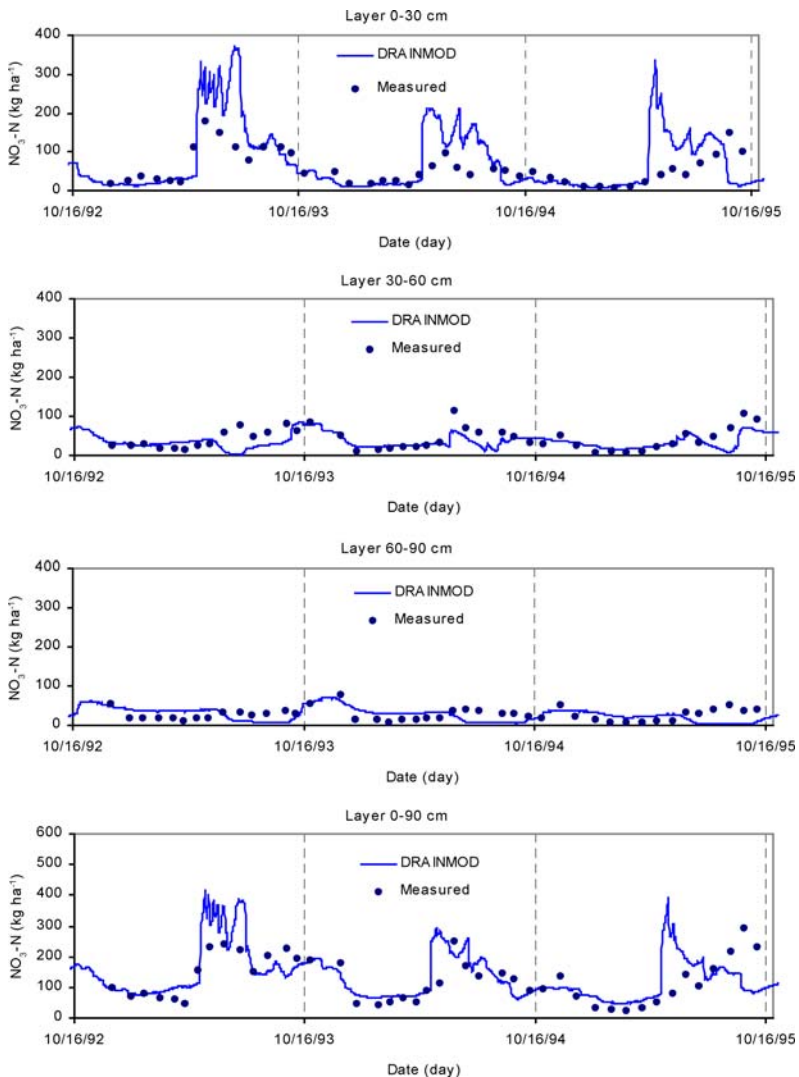 Layer 0-30 cm
400
300
200
100
0
NO3-N (kg ha-1)
DRAINMOD
Measured
10/16/92
10/16/93
10/16/94
10/16/95
Date (day)
Layer 30-60 cm
400
300
200
100
0
NO3-N (kg ha-1)
DRAINMOD
Measured
10/16/92
10/16/93
10/16/94
10/16/95
Date (day)
Layer 60-90 cm
400
300
200
100
0
NO3-N (kg ha-1)
DRAINMOD
Measured
10/16/92
10/16/93
10/16/94
10/16/95
Date (day)
Layer 0-90 cm
600
500
400
300
200
100
0
NO3-N (kg ha-1)
DRAINMOD
Measured
10/16/92
10/16/93
10/16/94
10/16/95
Date (day)